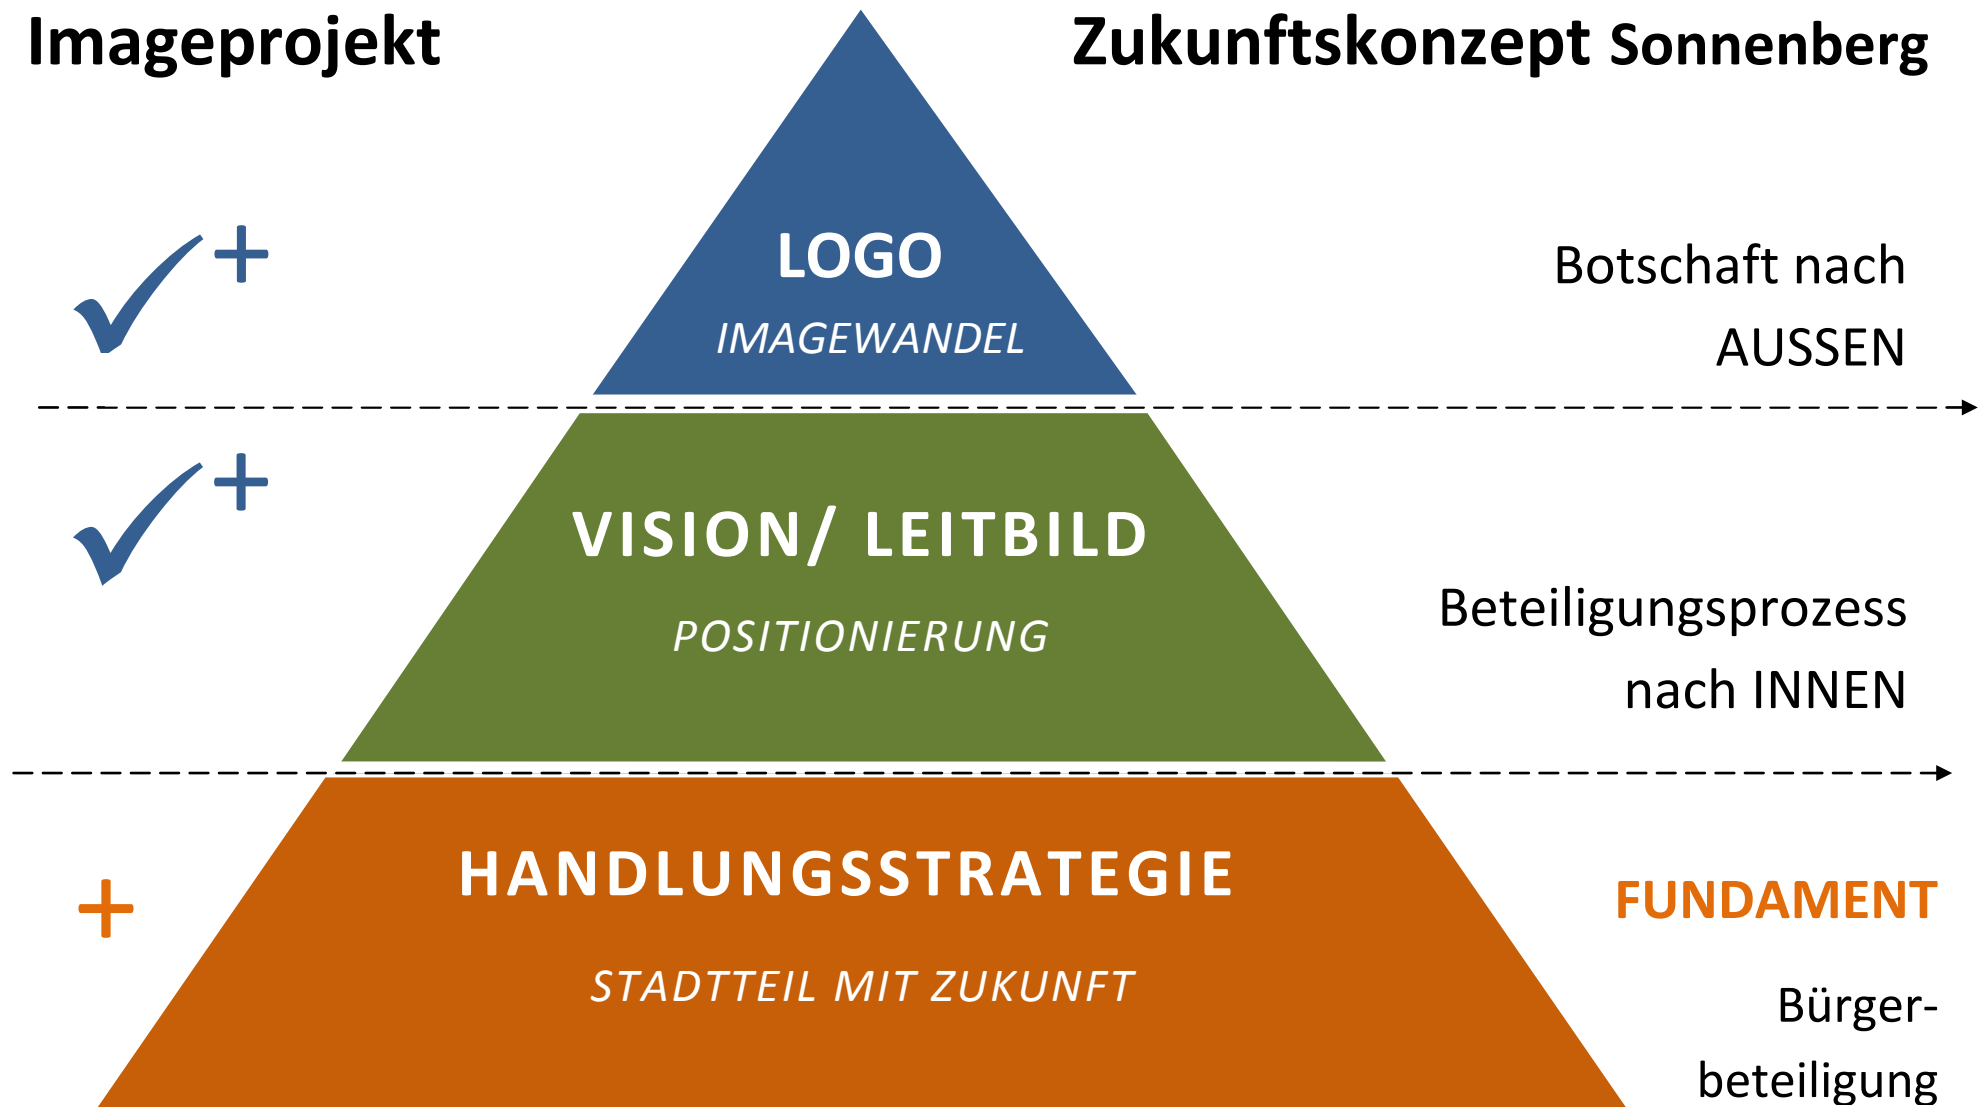 Imageprojekt
Zukunftskonzept Sonnenberg
LOGO
IMAGEWANDEL
Botschaft nach
AUSSEN
VISION/ LEITBILD
POSITIONIERUNG
Beteiligungsprozess
nach INNEN
HANDLUNGSSTRATEGIE
STADTTEIL MIT ZUKUNFT
FUNDAMENT
Bürger-
beteiligung